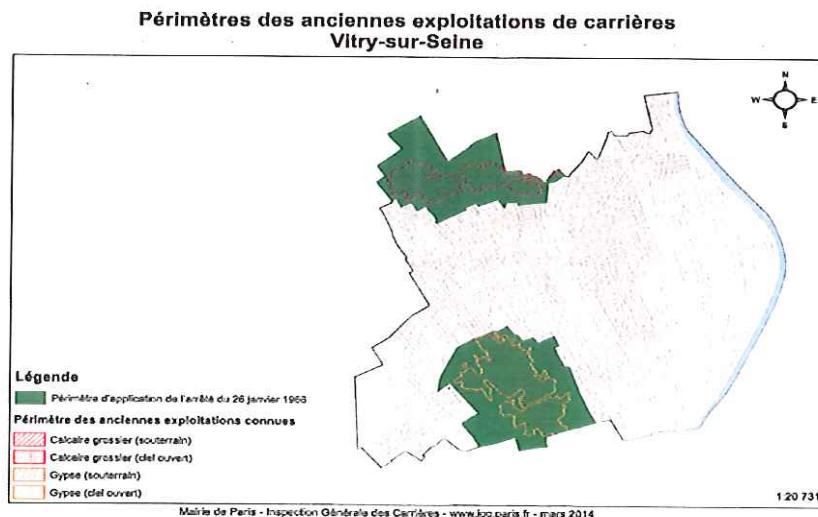 Périmètres des anciennes exploitations de carrières
Vitry-sur-Seine
N
W E
S
Légende
Périmètre d'application de l'arrêté du 26 janvier 1966
Périmètre des anciennes exploitations connues
Calcaire grossier (souterrain)
Calcaire grossier (ciel ouvert)
Gypse (souterrain)
Gypse (ciel ouvert)
1:20 731
Mairie de Paris - Inspection Générale des Carrières - www.igc.paris.fr - mars 2014